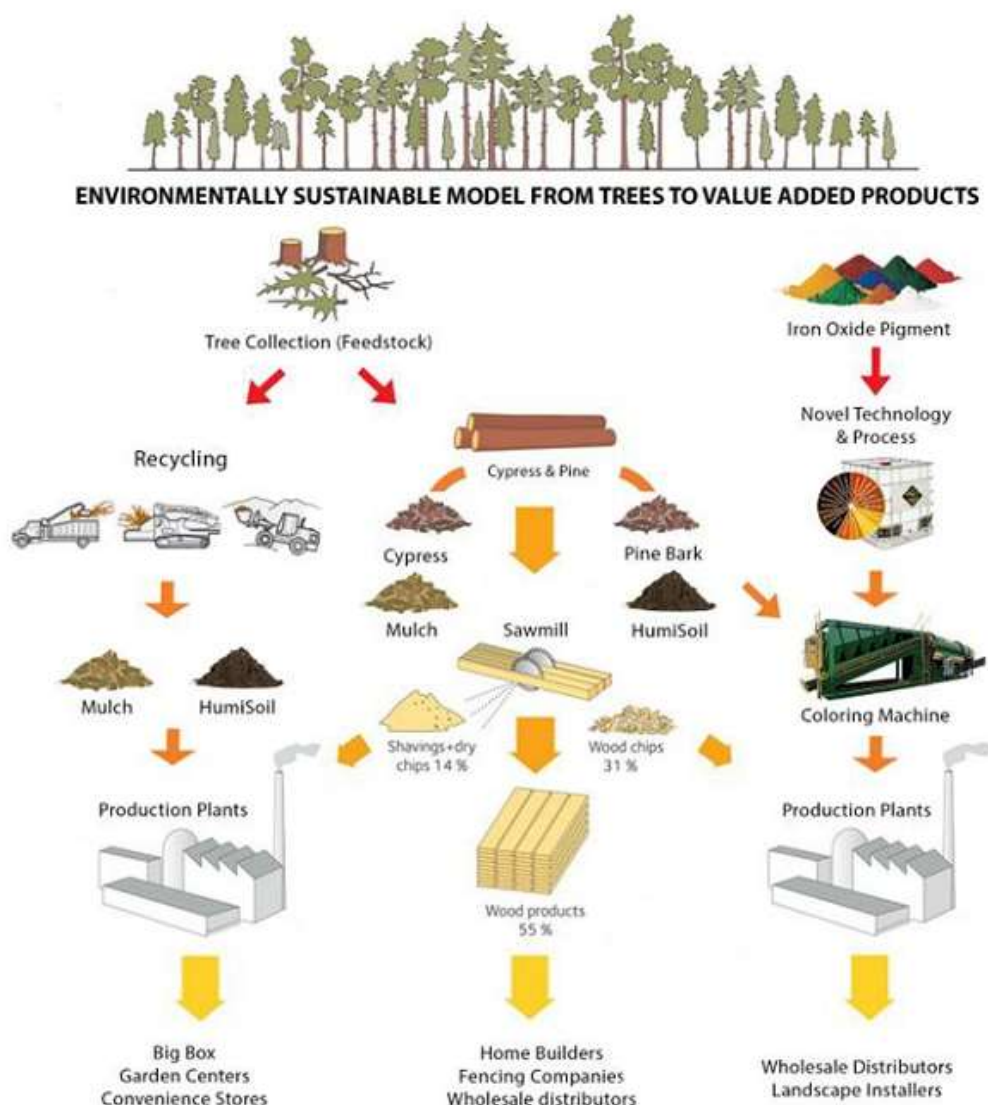 ENVIRONMENTALLY SUSTAINABLE MODEL FROM TREES TO VALUE ADDED PRODUCTS
Tree Collection (Feedstock)
Iron Oxide Pigment
Novel Technology
& Process
Recycling
Cypress & Pine
Cypress
Pine Bark
Mulch
Sawmill
HumiSoil
Mulch
HumiSoil
Coloring Machine
Shavings+dry
chips 14 %
Wood chips
31 %
Production Plants
Production Plants
Wood products
55 %
Big Box
Garden Centers
Convenience Stores
Home Builders
Fencing Companies
Wholesale distributors
Wholesale Distributors
Landscape Installers